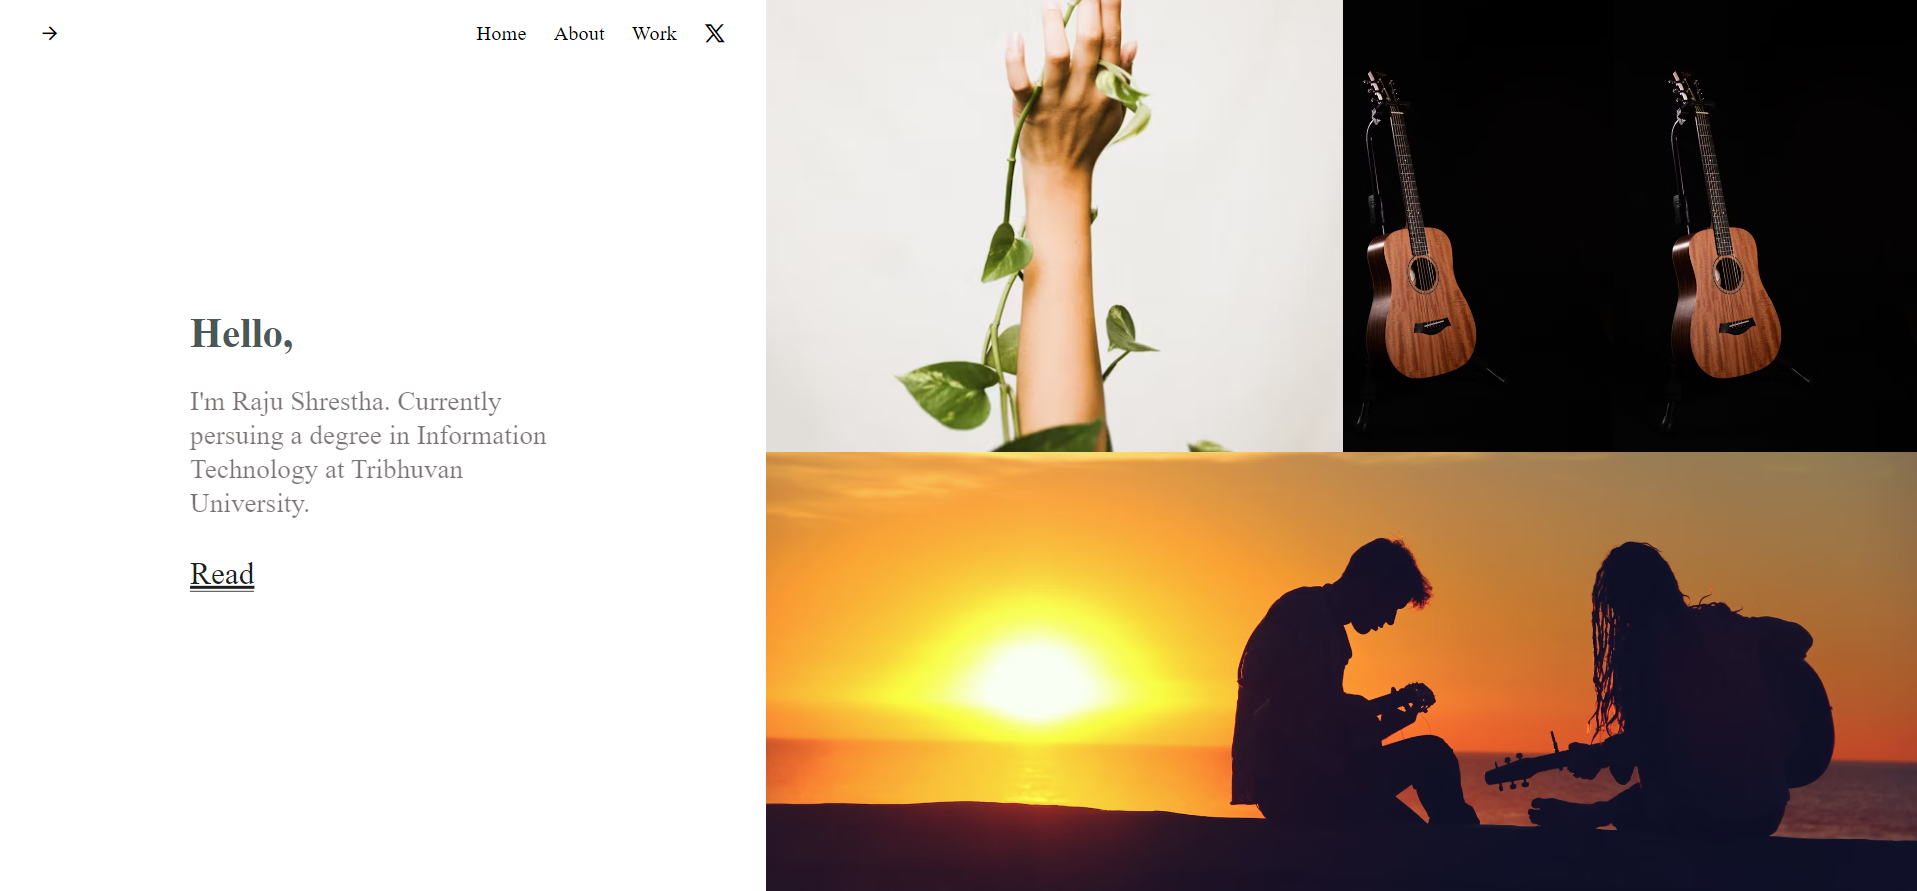 Home About Work
Hello,
I'm Raju Shrestha. Currently
persuing a degree in Information
Technology at Tribhuvan
University.
Read